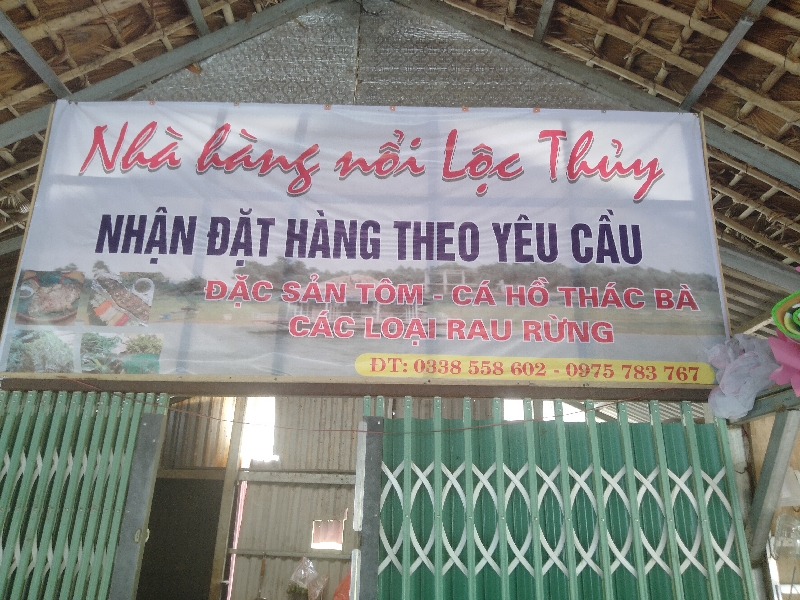 Nhà hàng nổi Lộc Thủy
NHẬN ĐẶT HÀNG THEO YÊU CẦU
ĐẶC SẢN TÔM - CÁ HỒ THÁC BÀ
CÁC LOẠI RAU RỪNG
ĐT: 0338 558 602 - 0975 783 767